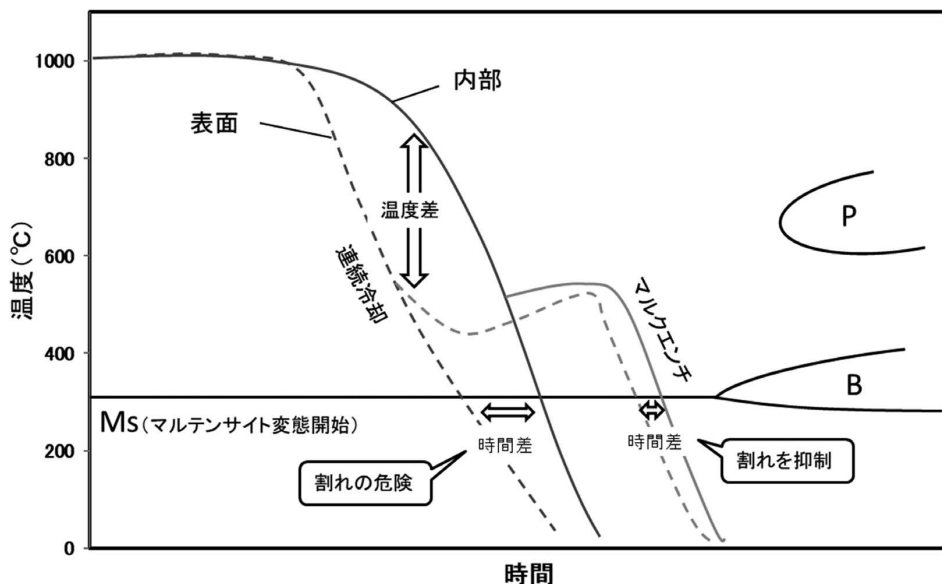 1000
800
600
400
200
0
温度(℃)
内部
表面
温度差
連続冷却
マルクエンチ
P
B
Ms(マルテンサイト変態開始)
時間差
時間差
割れの危険
割れを抑制
時間